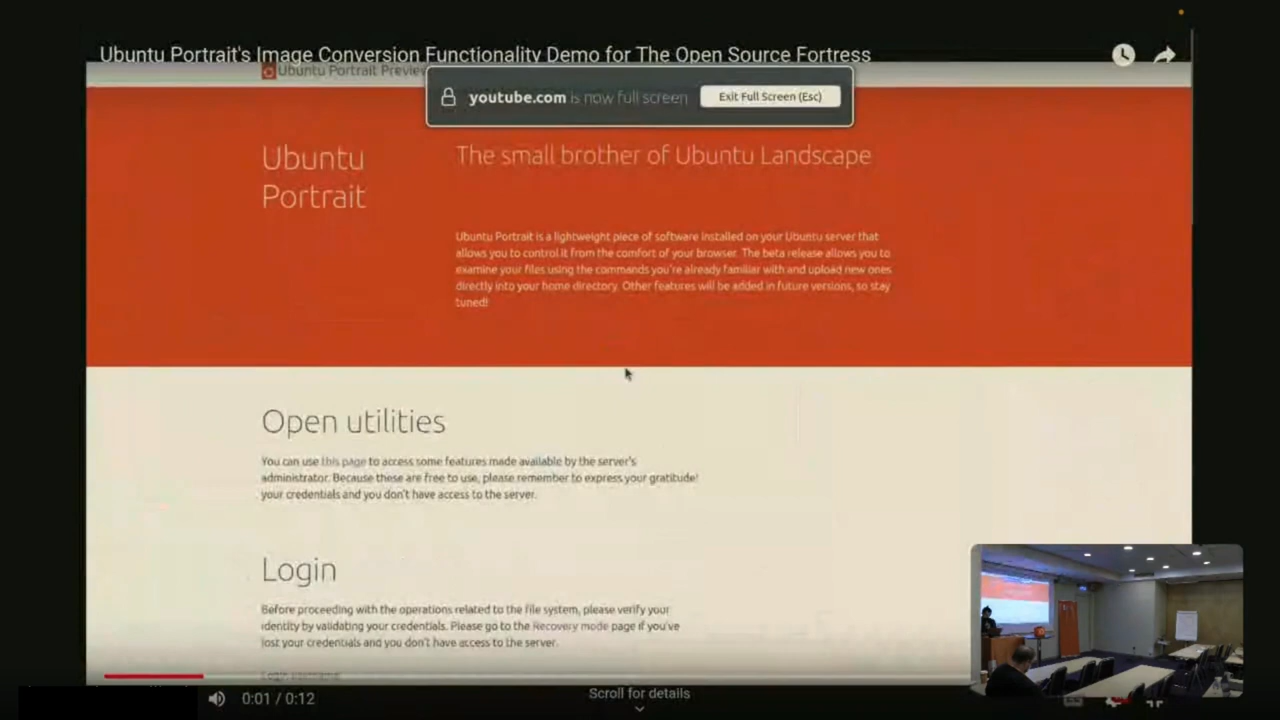 Ubuntu Portrait's Image Conversion Functionality Demo for The Open Source Fortress
Ubuntu Portrait Preview
youtube.com is now full screen
Exit Full Screen (Esc)
Ubuntu
Portrait
The small brother of Ubuntu Landscape
Ubuntu Portrait is a lightweight piece of software installed on your Ubuntu server that
allows you to control it from the comfort of your browser. The beta release allows you to
examine your files using the commands you're already familiar with and upload new ones
directly into your home directory. Other features will be added in future versions, so stay
tuned!
Open utilities
You can use this page to access some features made available by the server's
administrator. Because these are free to use, please remember to express your gratitude!
your credentials and you don't have access to the server.
Login
Before proceeding with the operations related to the file system, please verify your
identity by validating your credentials. Please go to the Recovery mode page if you've
lost your credentials and you don't have access to the server.
Login username
0:01 / 0:12
Scroll for details